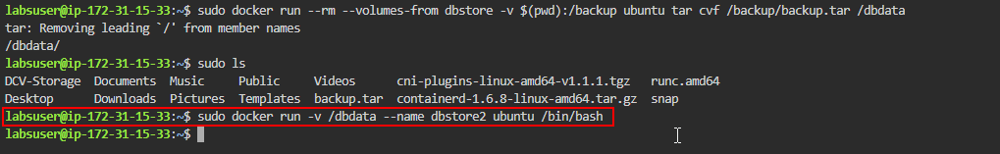 labsuser@ip-172-31-15-33:~$ sudo docker run --rm --volumes-from dbstore -v $(pwd):/backup ubuntu tar cvf /backup/backup.tar /dbdata
tar: Removing leading `/' from member names
/dbdata/
labsuser@ip-172-31-15-33:~$ sudo ls
DCV-Storage  Documents  Music     Public     Videos      cni-plugins-linux-amd64-v1.1.1.tgz     runc.amd64
Desktop      Downloads  Pictures  Templates  backup.tar  containerd-1.6.8-linux-amd64.tar.gz  snap
labsuser@ip-172-31-15-33:~$ sudo docker run -v /dbdata --name dbstore2 ubuntu /bin/bash
labsuser@ip-172-31-15-33:~$